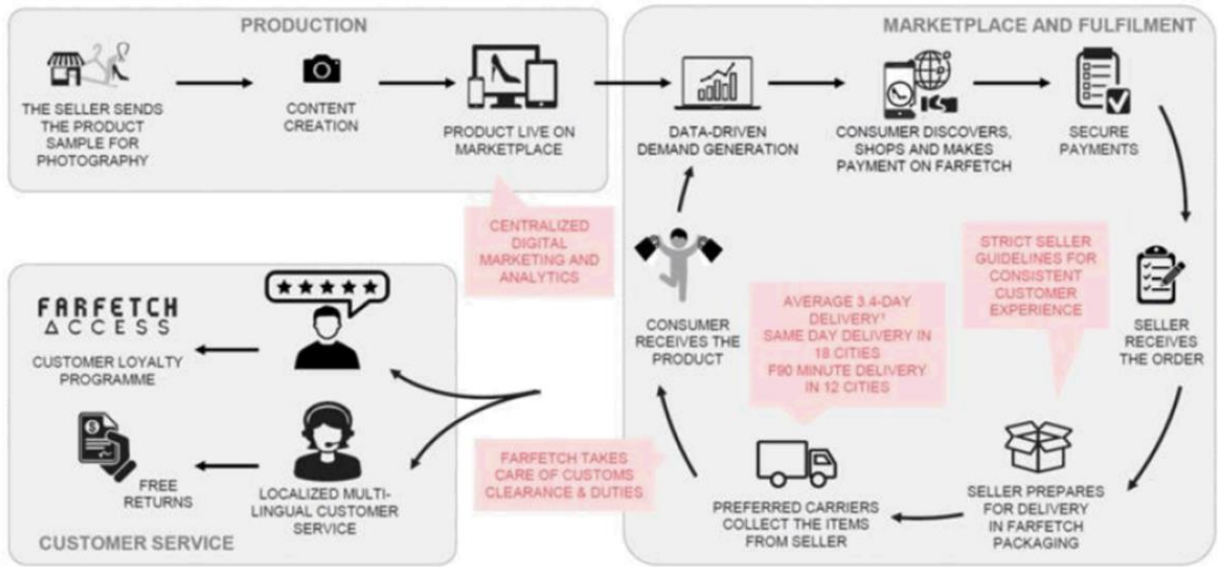 PRODUCTION
THE SELLER SENDS
THE PRODUCT
SAMPLE FOR
PHOTOGRAPHY
CONTENT
CREATION
PRODUCT LIVE ON
MARKETPLACE
CENTRALIZED
DIGITAL
MARKETING AND
ANALYTICS
MARKETPLACE AND FULFILMENT
DATA-DRIVEN
DEMAND GENERATION
CONSUMER DISCOVERS,
SHOPS AND MAKES
PAYMENT ON FARFETCH
SECURE
PAYMENTS
STRICT SELLER
GUIDELINES FOR
CONSISTENT
CUSTOMER
EXPERIENCE
SELLER
RECEIVES
THE ORDER
SELLER PREPARES
FOR DELIVERY
IN FARFETCH
PACKAGING
AVERAGE 3.4-DAY
DELIVERY¹
SAME DAY DELIVERY IN
18 CITIES
F90 MINUTE DELIVERY
IN 12 CITIES
PREFERRED CARRIERS
COLLECT THE ITEMS
FROM SELLER
FARFETCH TAKES
CARE OF CUSTOMS
CLEARANCE & DUTIES
CONSUMER
RECEIVES THE
PRODUCT
FARFETCH
ACCESS
CUSTOMER LOYALTY
PROGRAMME
$
FREE
RETURNS
LOCALIZED MULTI-
LINGUAL CUSTOMER
SERVICE
CUSTOMER SERVICE